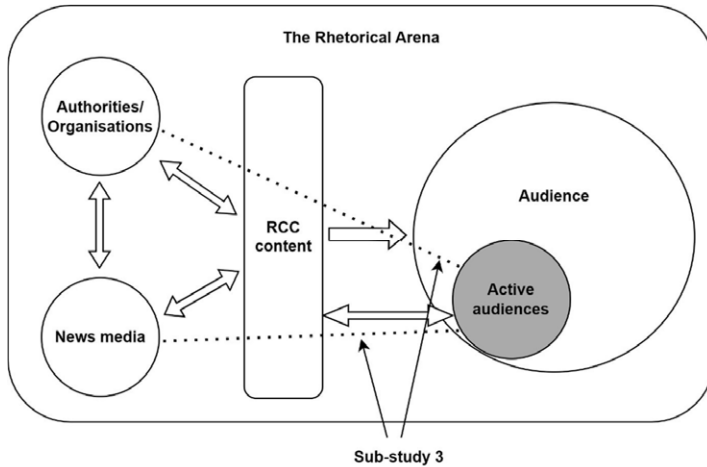 The Rhetorical Arena
Authorities/
Organisations
RCC
content
Audience
Active
audiences
News media
Sub-study 3